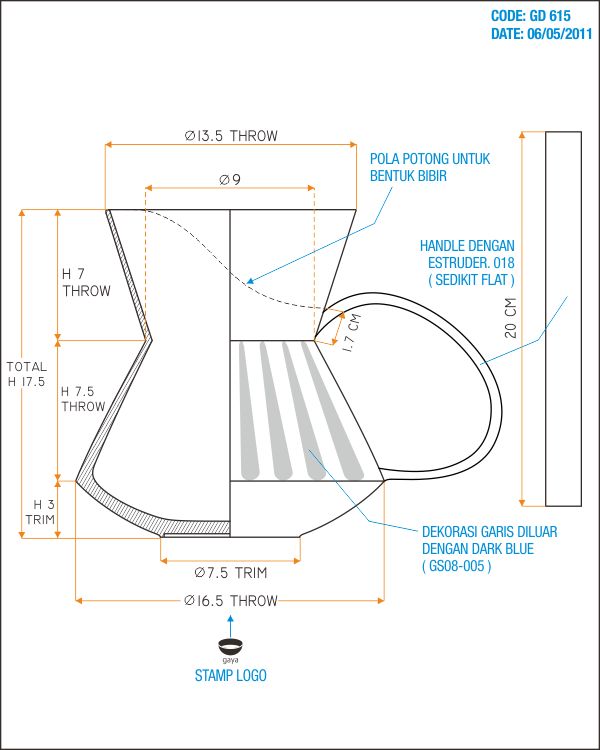 CODE: GD 615
DATE: 06/05/2011
Ø13.5 THROW
POLA POTONG UNTUK
BENTUK BIBIR
Ø9
HANDLE DENGAN
ESTRUDER. 018
( SEDIKIT FLAT )
H 7
THROW
20 CM
1.7 CM
TOTAL
H 17.5
H 7.5
THROW
H 3
TRIM
DEKORASI GARIS DILUAR
DENGAN DARK BLUE
( GS08-005 )
Ø7.5 TRIM
Ø16.5 THROW
gaya
STAMP LOGO